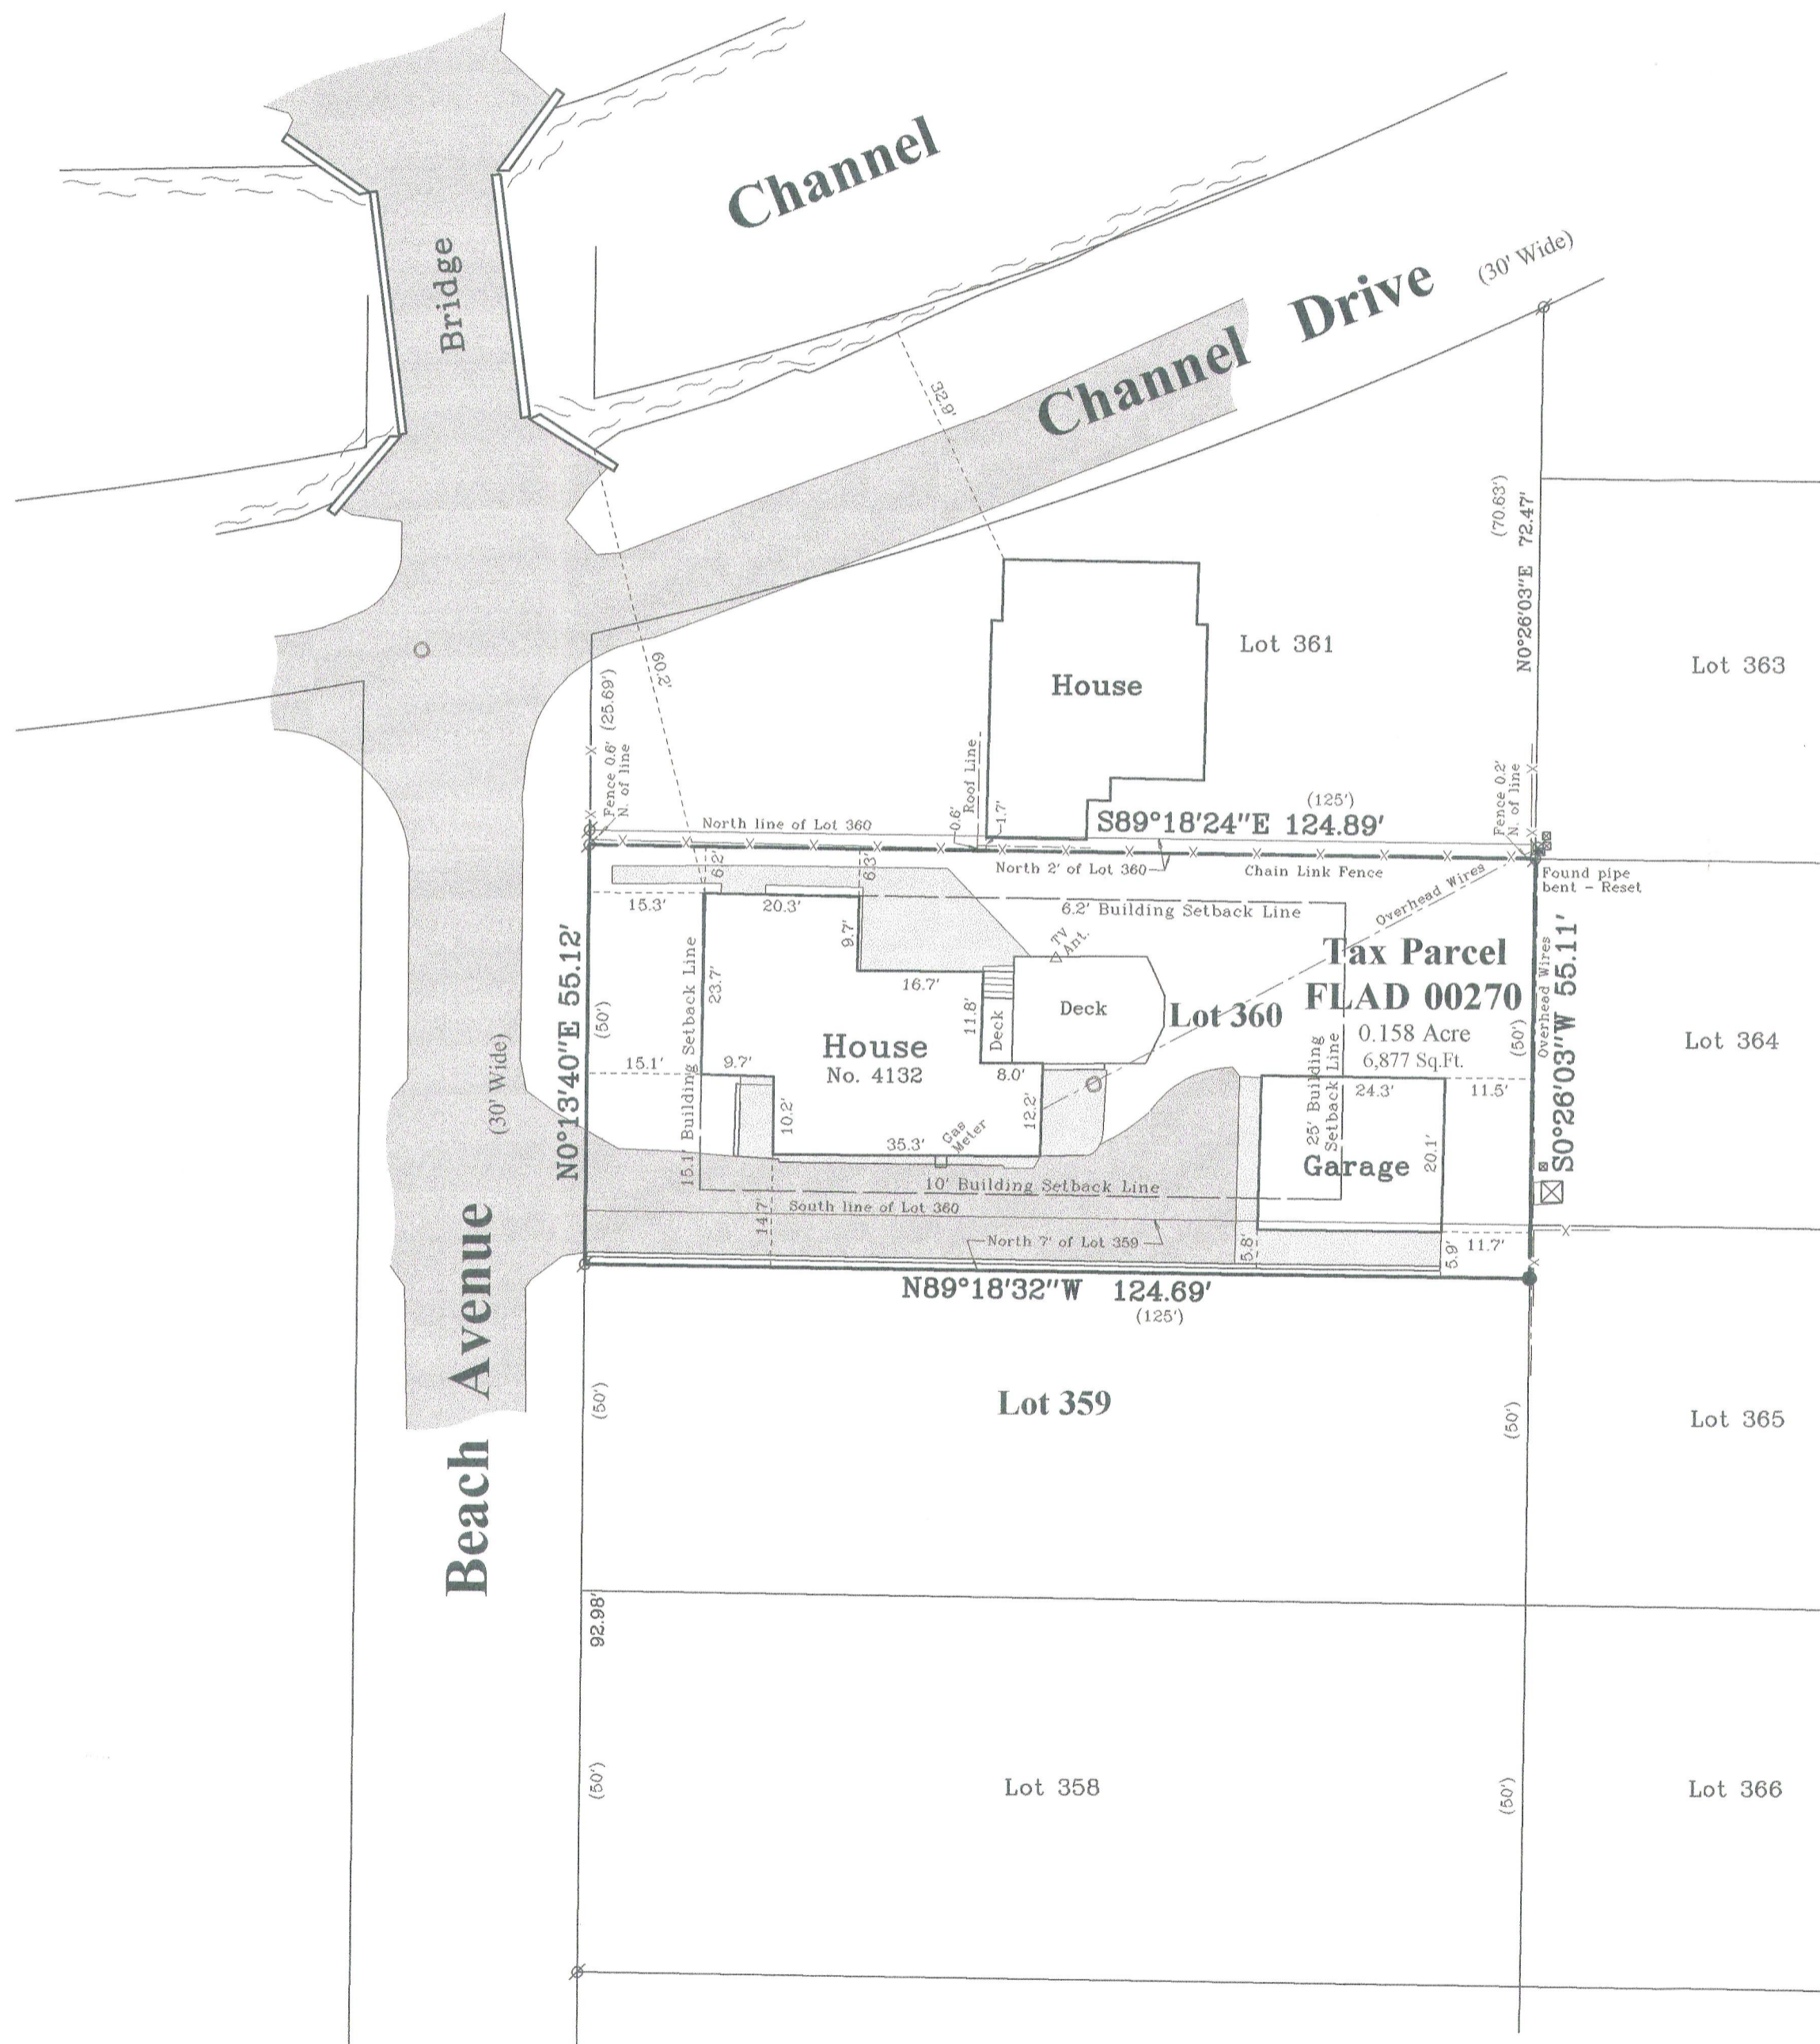 Channel
Bridge
Channel Drive
(30' Wide)
32.9'
(70.63')
N0°26'03"E 72.47'
Lot 361
House
Lot 363
60.2'
(25.69')
Fence 0.6'
N. of line
Roof Line
0.6'
1.7'
(125')
S89°18'24"E 124.89'
Fence 0.2'
N. of line
North line of Lot 360
North 2' of Lot 360
Chain Link Fence
Found pipe
bent - Reset
6.2'
6.3'
15.3'
20.3'
6.2' Building Setback Line
Overhead Wires
9.7'
TV
Ant.
Tax Parcel
FLAD 00270
0.158 Acre
6,877 Sq.Ft.
Lot 360
N0°13'40"E 55.12'
(50')
15.1' Building Setback Line
23.7'
16.7'
11.8'
Deck
Deck
House
No. 4132
(50')
Overhead Wires
S0°26'03"W 55.11'
Lot 364
(30' Wide)
15.1'
9.7'
8.0'
10.2'
12.2'
35.3'
Gas
Meter
25' Building
Setback Line
24.3'
11.5'
20.1'
Garage
10' Building Setback Line
South line of Lot 360
14.7'
North 7' of Lot 359
5.8'
5.9'
11.7'
N89°18'32"W 124.69'
(125')
Beach Avenue
(50')
Lot 359
(50')
Lot 365
92.98'
(50')
Lot 358
(50')
Lot 366